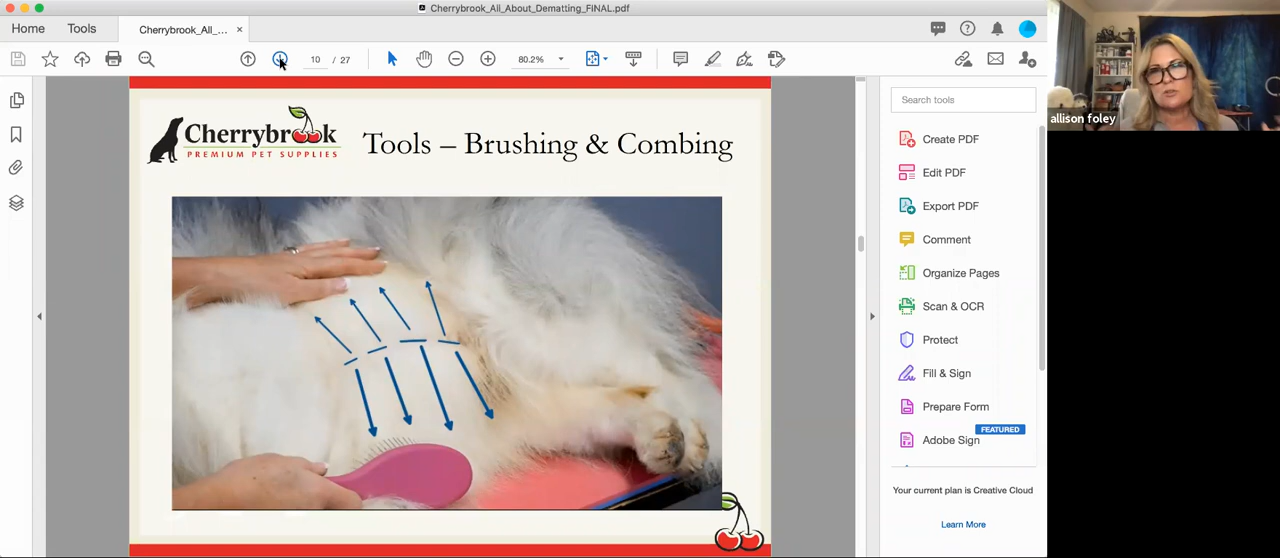 Cherrybrook_All_About_Dematting_FINAL.pdf
Home
Tools
Cherrybrook_All_...
10 / 27
80.2%
Cherrybrook
PREMIUM PET SUPPLIES
Tools – Brushing & Combing
Search tools
Create PDF
Edit PDF
Export PDF
Comment
Organize Pages
Scan & OCR
Protect
Fill & Sign
Prepare Form
FEATURED
Adobe Sign
Your current plan is Creative Cloud
Learn More
allison foley